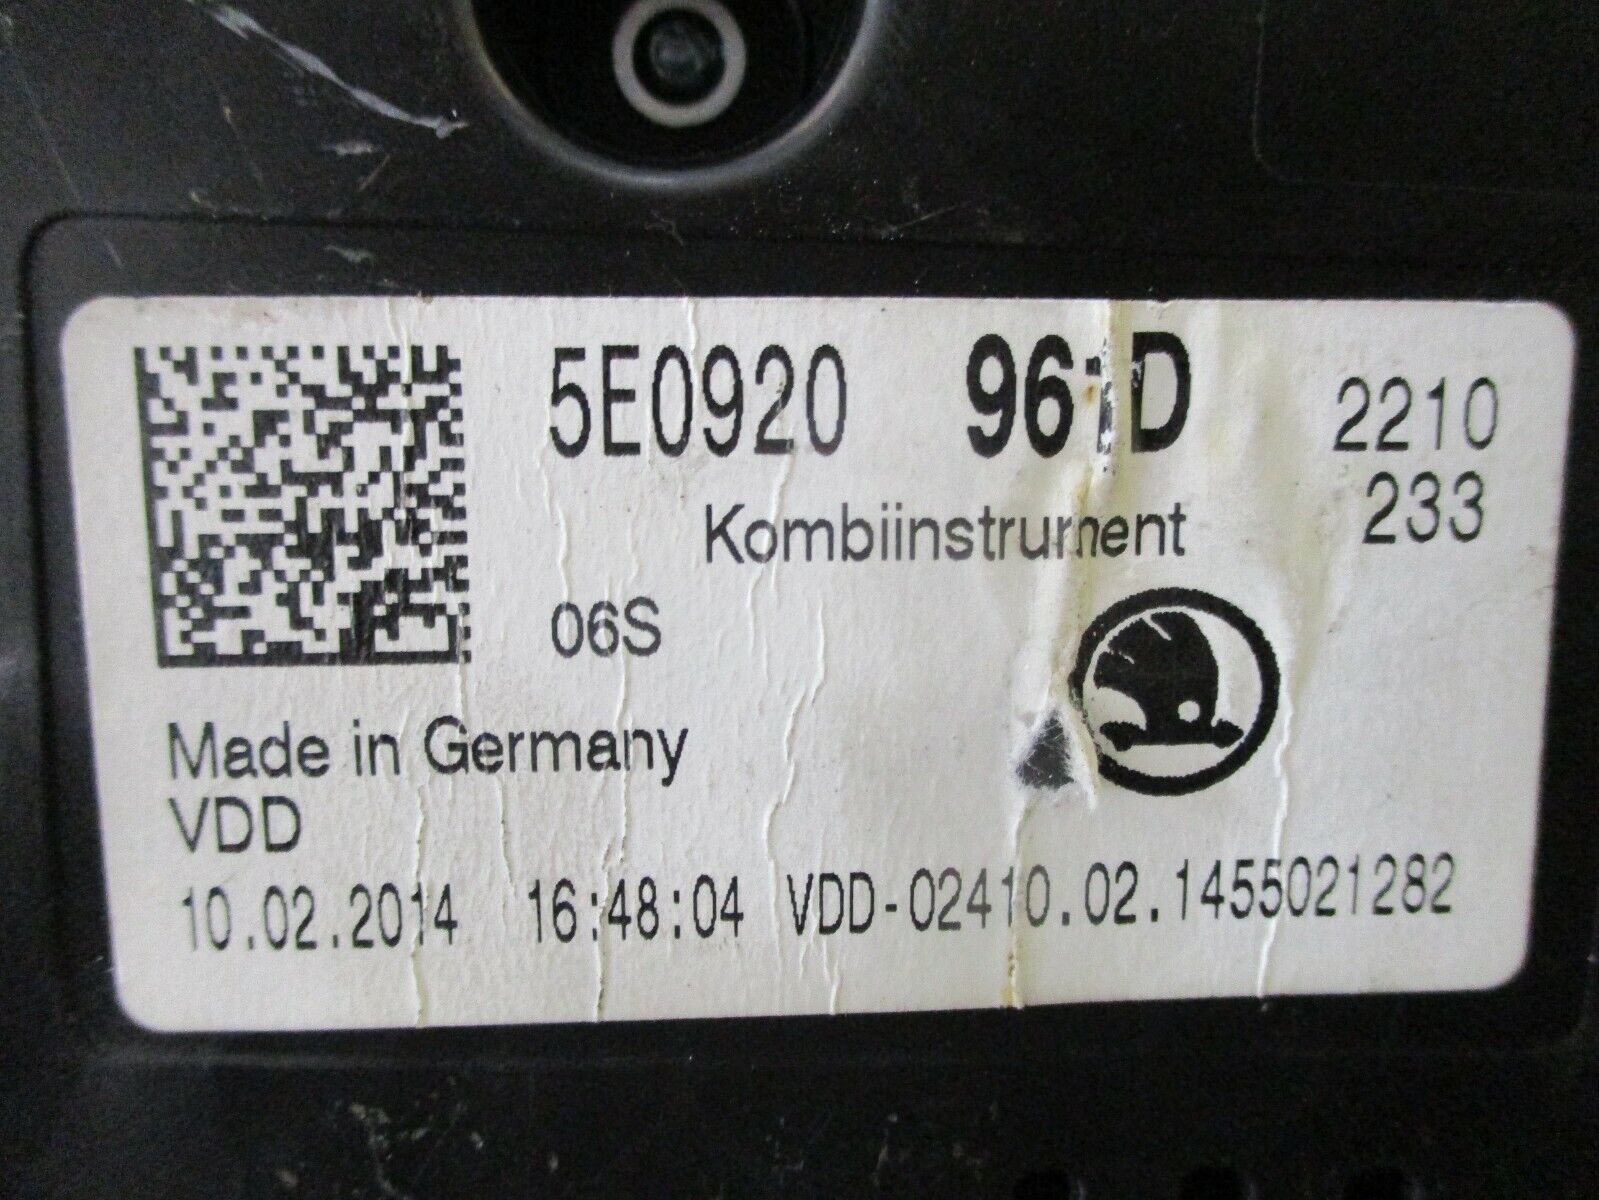 5E0920 961D 2210
233
Kombiinstrument
06S
Made in Germany
VDD
10.02.2014 16:48:04 VDD-02410.02.1455021282